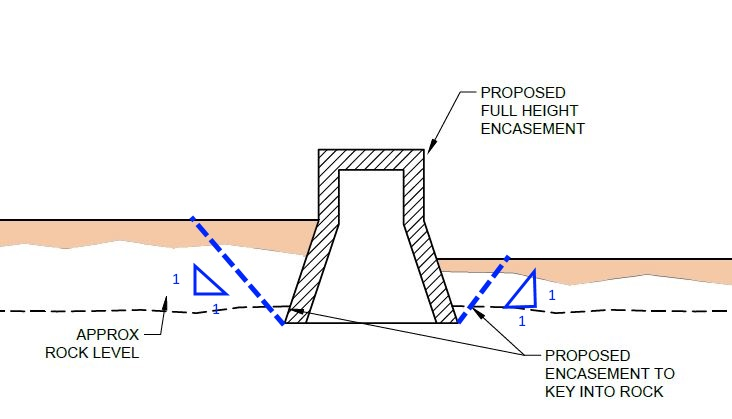 PROPOSED
FULL HEIGHT
ENCASEMENT
1
1
1
1
APPROX
ROCK LEVEL
PROPOSED
ENCASEMENT TO
KEY INTO ROCK